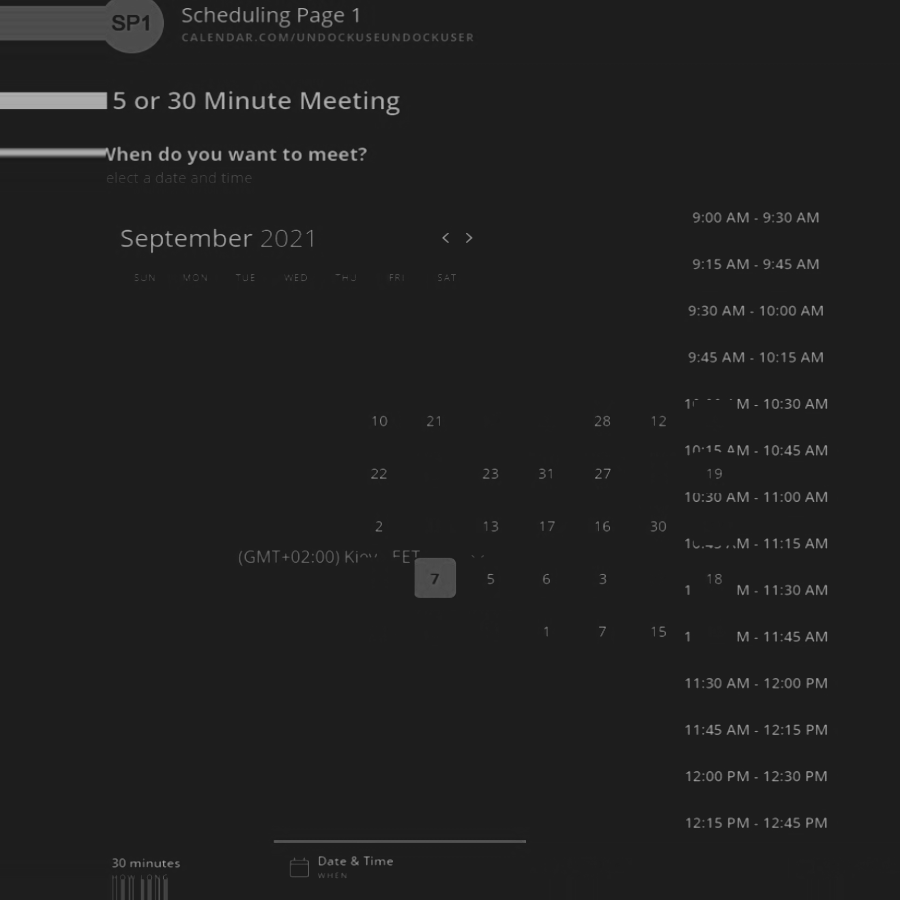 SP1
Scheduling Page 1
CALENDAR.COM/UNDOCKUSEUNDOCKUSER
5 or 30 Minute Meeting
When do you want to meet?
elect a date and time
September 2021
SUN MON TUE WED THU FRI SAT
9:00 AM - 9:30 AM
9:15 AM - 9:45 AM
9:30 AM - 10:00 AM
9:45 AM - 10:15 AM
M - 10:30 AM
10 21 28 12
10:15 AM - 10:45 AM
22 23 31 27 19
10:30 AM - 11:00 AM
2 13 17 16 30
10:45 AM - 11:15 AM
(GMT+02:00) Kiev EET
7 5 6 3 18
1 M - 11:30 AM
1 7 15
1 M - 11:45 AM
11:30 AM - 12:00 PM
11:45 AM - 12:15 PM
12:00 PM - 12:30 PM
12:15 PM - 12:45 PM
30 minutes
HOW LONG
Date & Time
WHEN